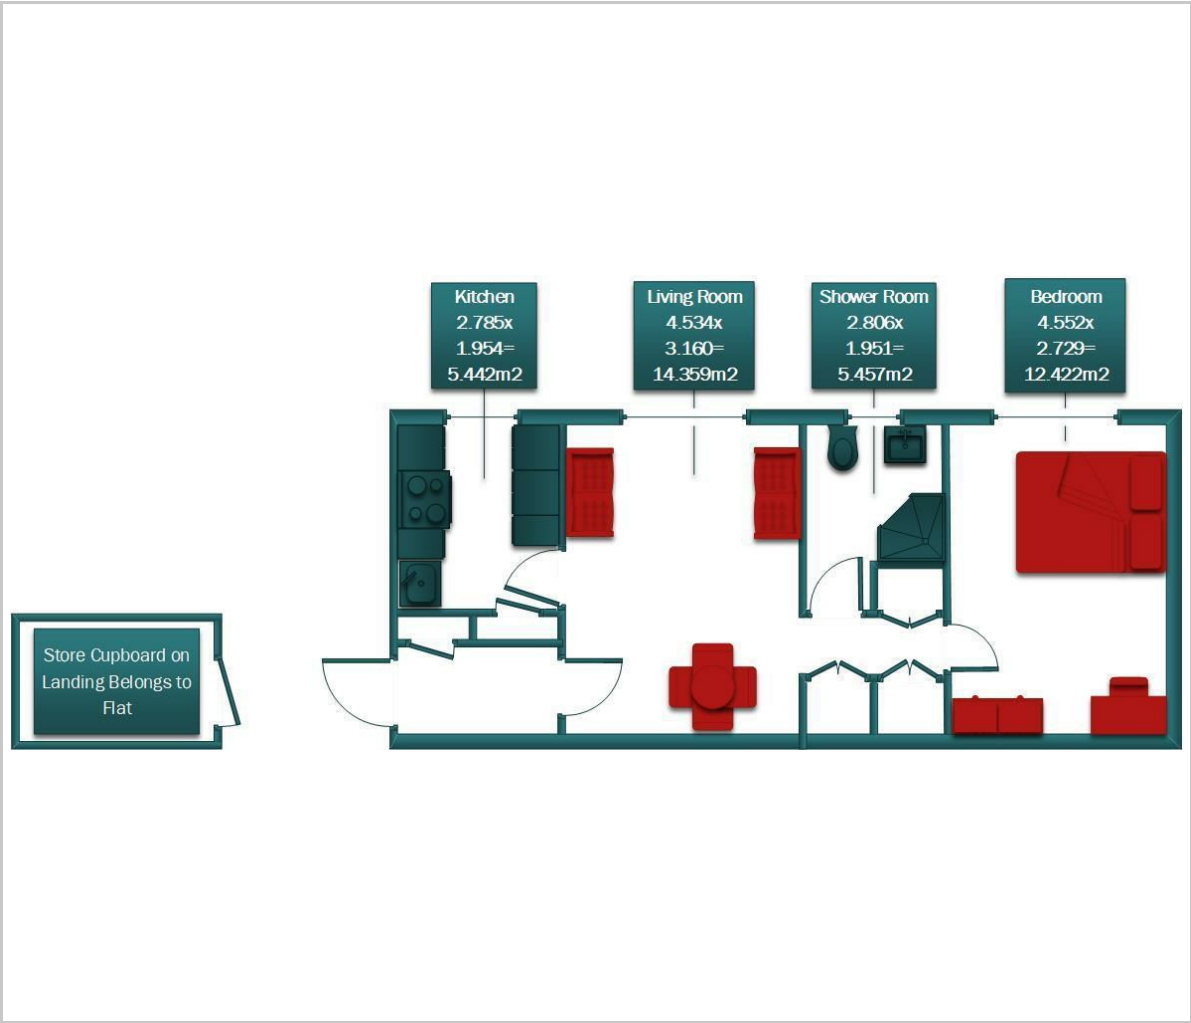 Kitchen
2.785x
1.954=
5.442m2
Living Room
4.534x
3.160=
14.359m2
Shower Room
2.806x
1.951=
5.457m2
Bedroom
4.552x
2.729=
12.422m2
Store Cupboard on
Landing Belongs to
Flat